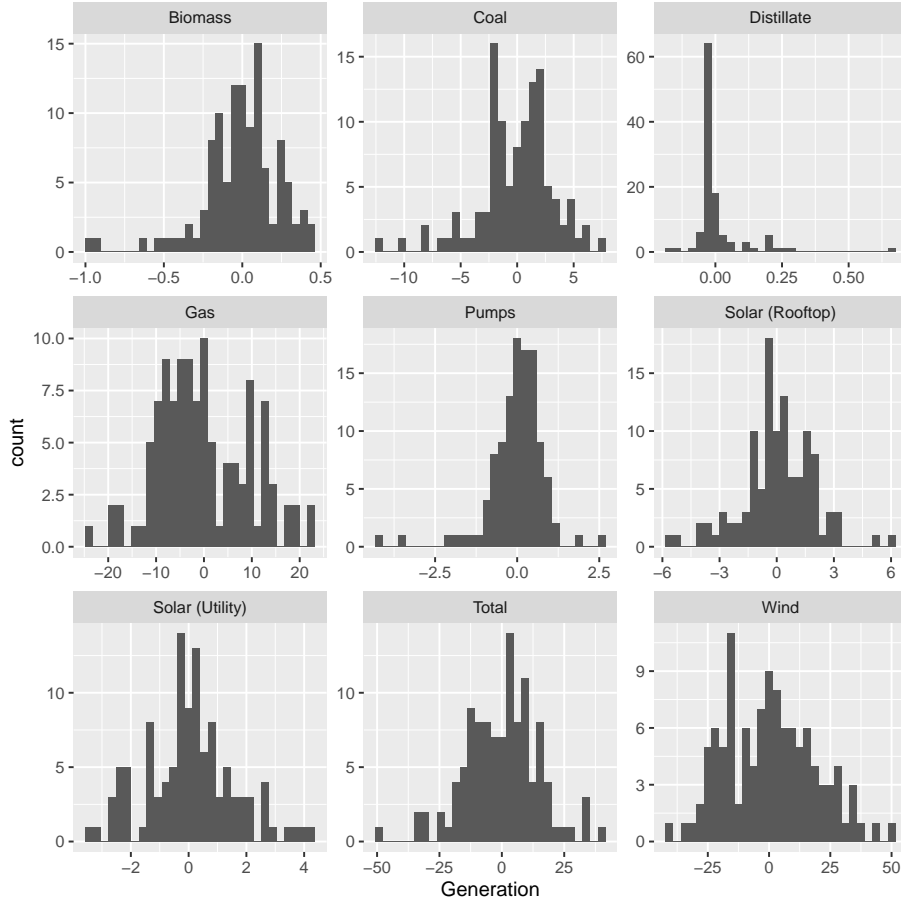 Biomass
Coal
Distillate
15
10
5
0
15
10
5
0
60
40
20
0
−1.0 −0.5 0.0 0.5
−10 −5 0 5
0.00 0.25 0.50
Gas
Pumps
Solar (Rooftop)
10.0
7.5
5.0
2.5
0.0
15
10
5
0
15
10
5
0
−20 −10 0 10 20
−2.5 0.0 2.5
−6 −3 0 3 6
Solar (Utility)
Total
Wind
10
5
0
10
5
0
9
6
3
0
−2 0 2 4
−50 −25 0 25
−25 0 25 50
count
Generation